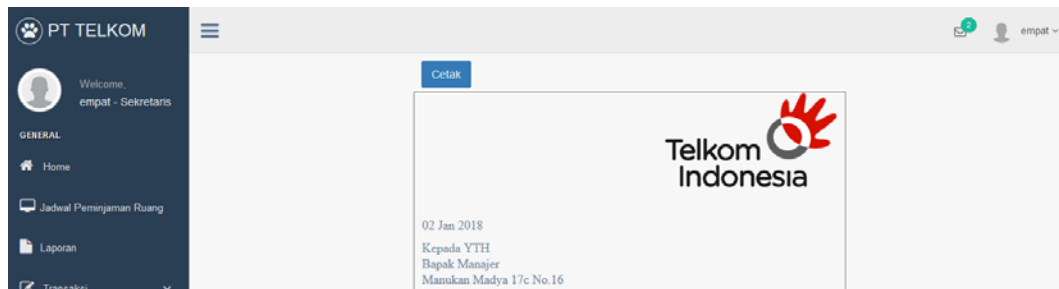 PT TELKOM
2
empat
Welcome,
empat - Sekretaris
GENERAL
Home
Jadwal Peminjaman Ruang
Laporan
Transaksi
Cetak
Telkom
Indonesia
02 Jan 2018
Kepada YTH
Bapak Manajer
Manukan Madya 17c No.16